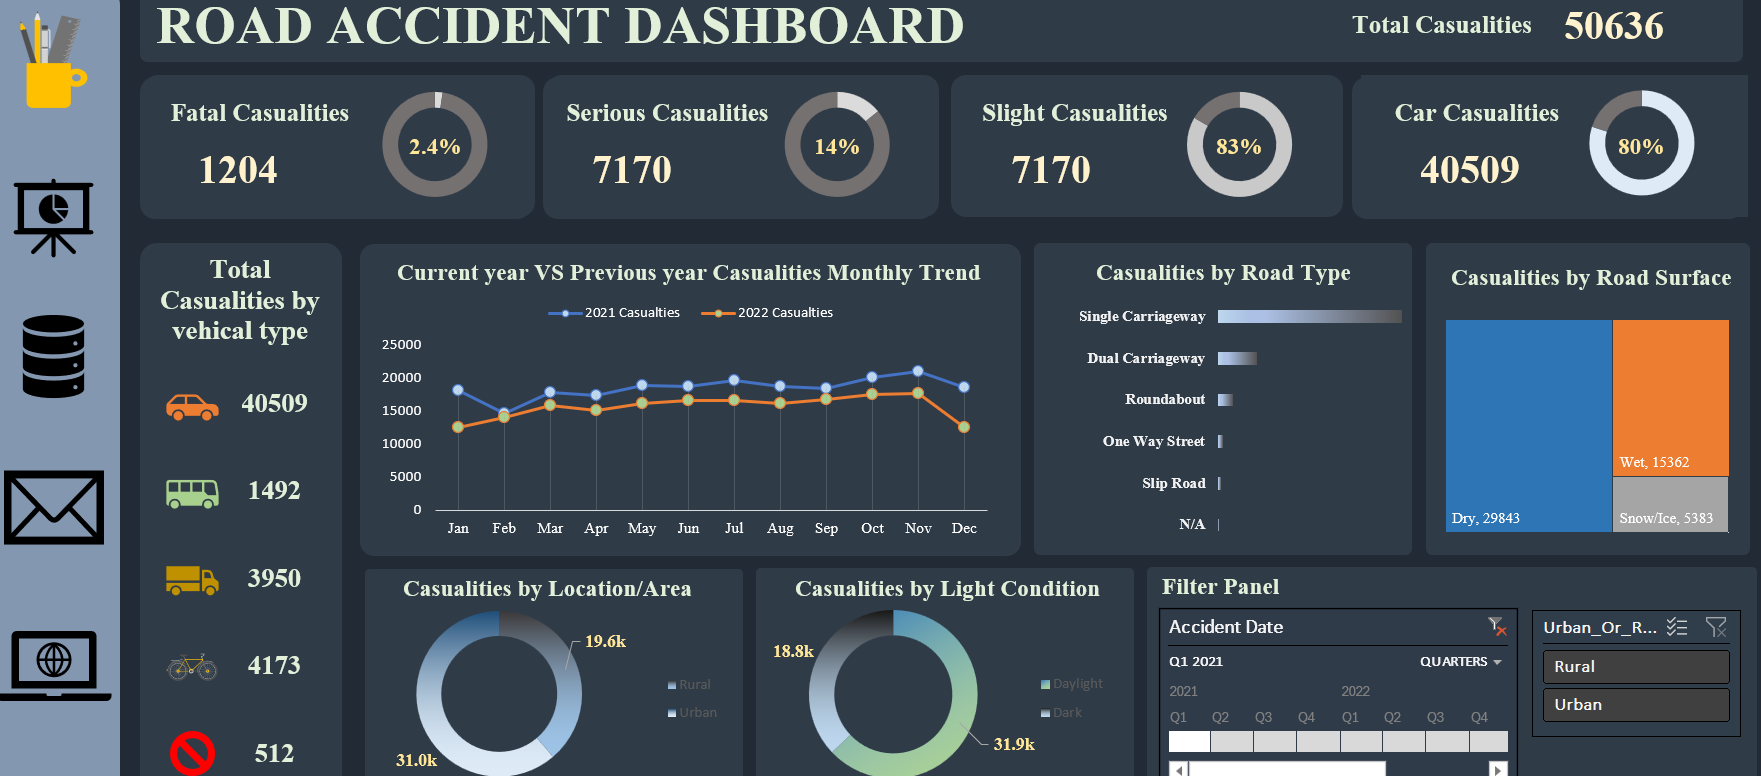 ROAD ACCIDENT DASHBOARD
Total Casualities 50636
Fatal Casualities
1204
2.4%
Serious Casualities
7170
14%
Slight Casualities
7170
83%
Car Casualities
40509
80%
Total
Casualities by
vehical type
40509
1492
3950
4173
512
Current year VS Previous year Casualities Monthly Trend
2021 Casualties 2022 Casualties
25000
20000
15000
10000
5000
0
Jan Feb Mar Apr May Jun Jul Aug Sep Oct Nov Dec
Casualities by Road Type
Single Carriageway
Dual Carriageway
Roundabout
One Way Street
Slip Road
N/A
Casualities by Road Surface
Wet, 15362
Dry, 29843
Snow/Ice, 5383
Casualities by Location/Area
19.6k
Rural
Urban
31.0k
Casualities by Light Condition
18.8k
Daylight
Dark
31.9k
Filter Panel
Accident Date
Q1 2021 QUARTERS
2021 2022
Q1 Q2 Q3 Q4 Q1 Q2 Q3 Q4
Urban_Or_R...
Rural
Urban